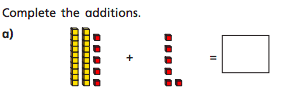 Complete the additions.
a)
+ =